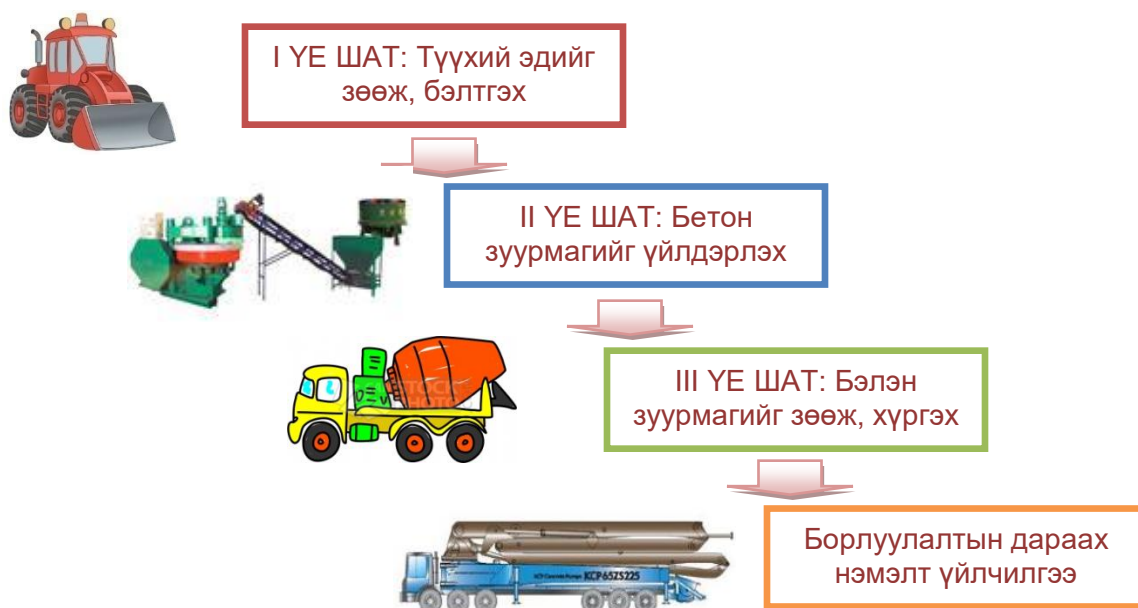 I ҮЕ ШАТ: Түүхий эдийг
зөөж, бэлтгэх
II ҮЕ ШАТ: Бетон
зуурмагийг үйлдэрлэх
III ҮЕ ШАТ: Бэлэн
зуурмагийг зөөж, хүргэх
KCP65ZS225
Борлуулалтын дараах
нэмэлт үйлчилгээ